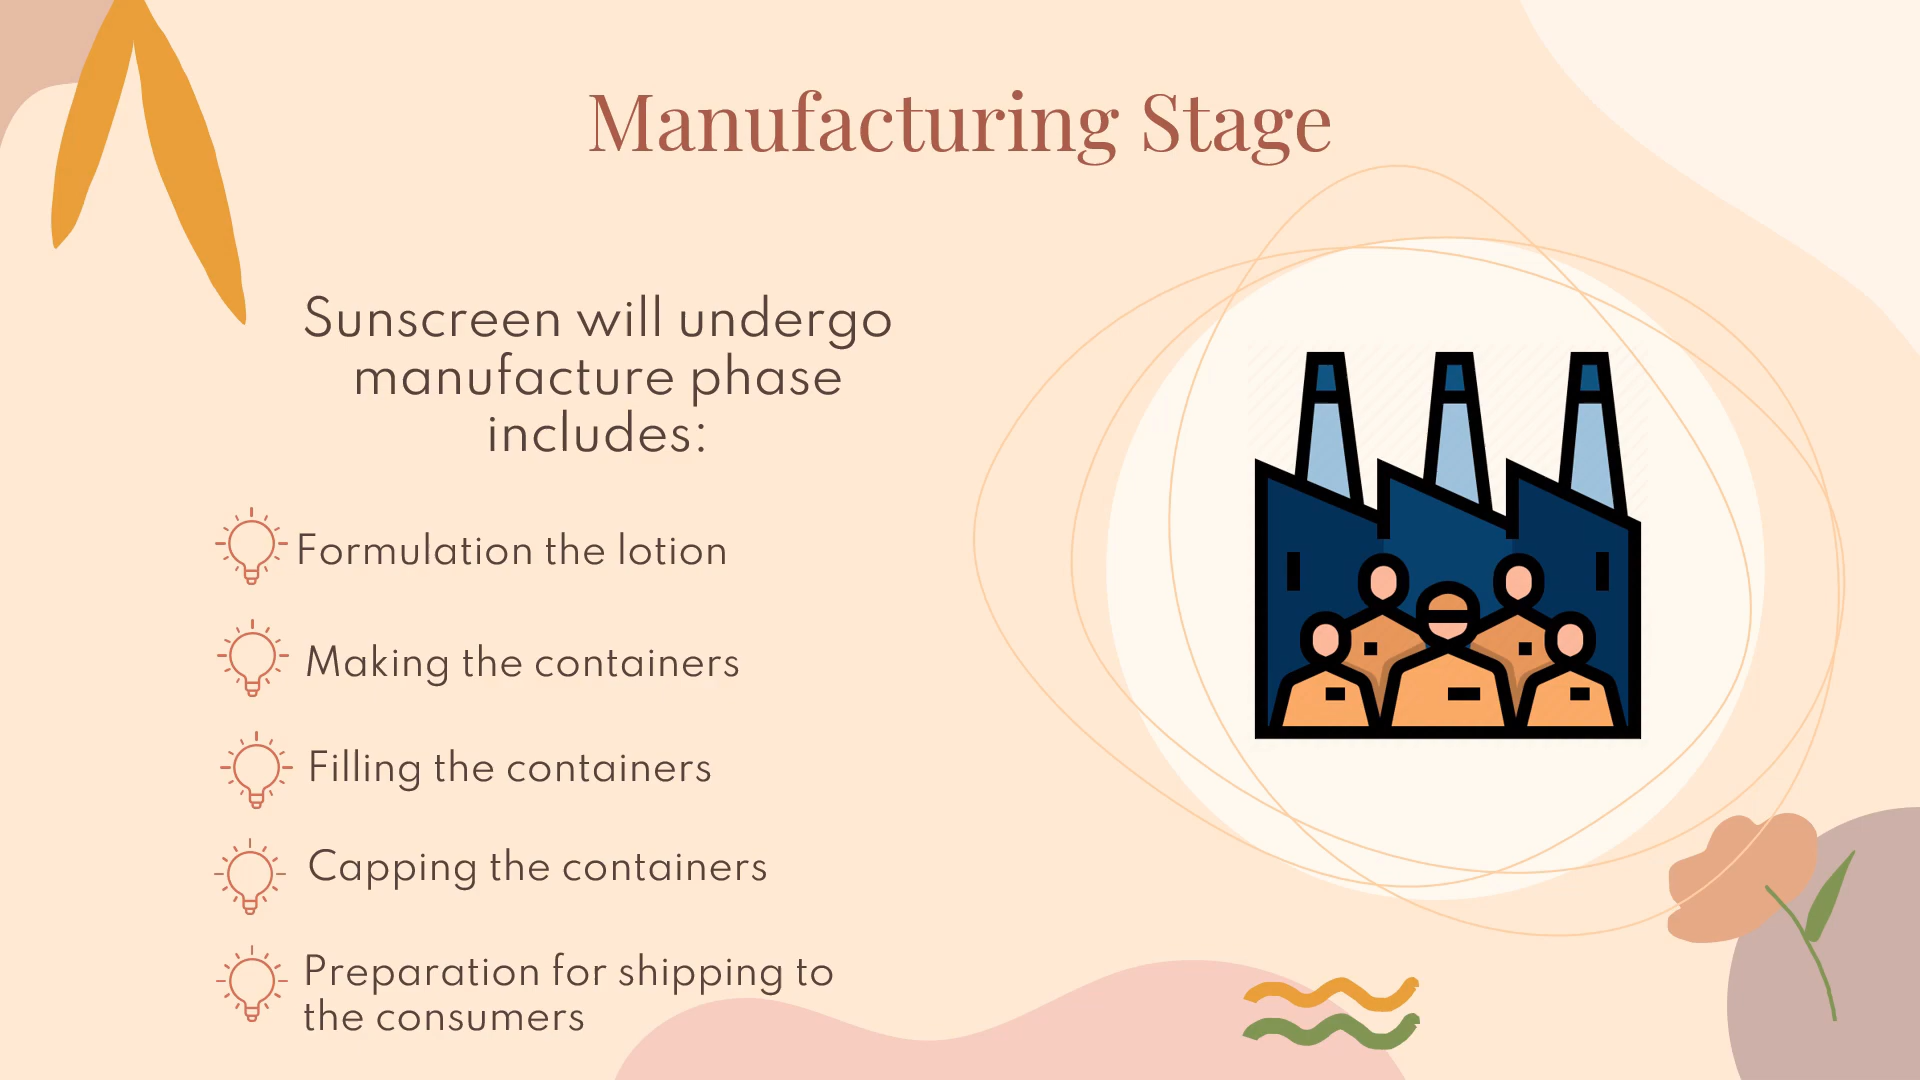 Manufacturing Stage
Sunscreen will undergo
manufacture phase
includes:
Formulation the lotion
Making the containers
Filling the containers
Capping the containers
Preparation for shipping to
the consumers